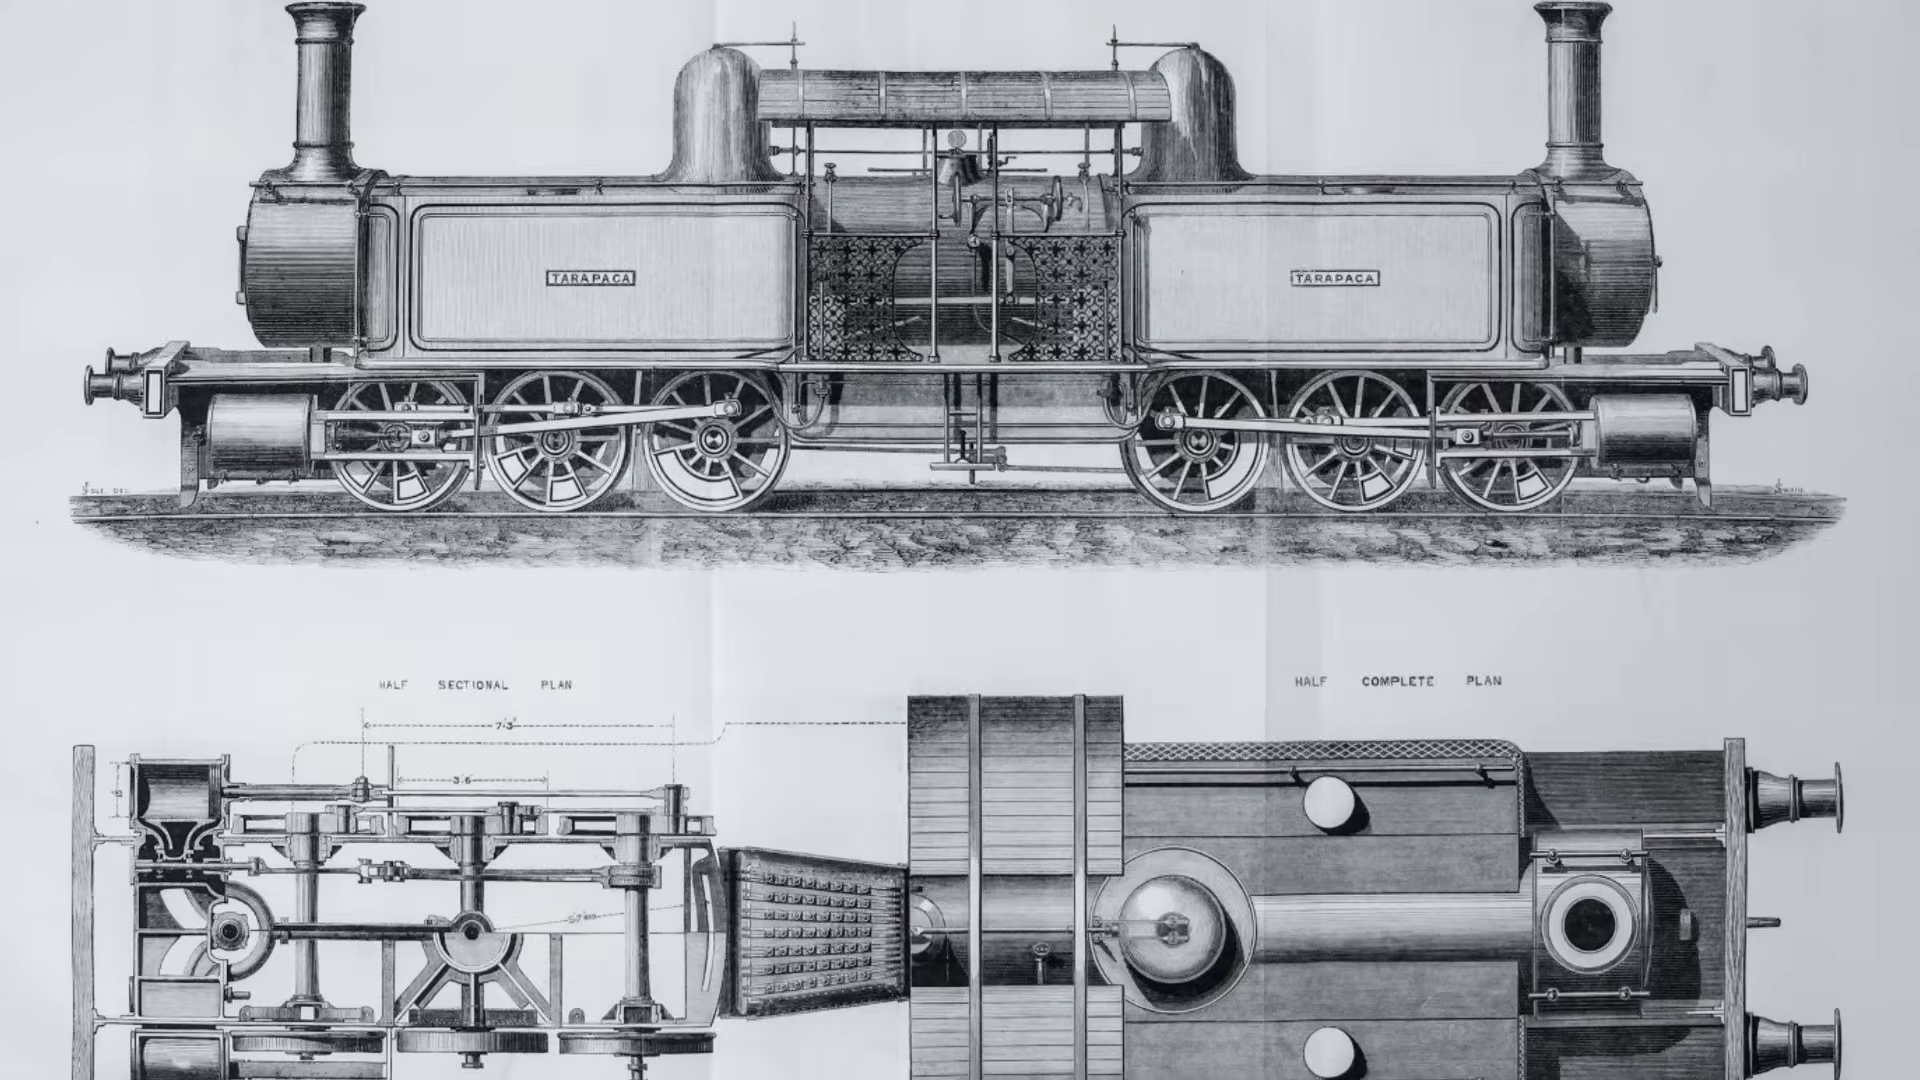 TARAPACA
TARAPACA
HALF SECTIONAL PLAN
HALF COMPLETE PLAN
7·3"
3·6